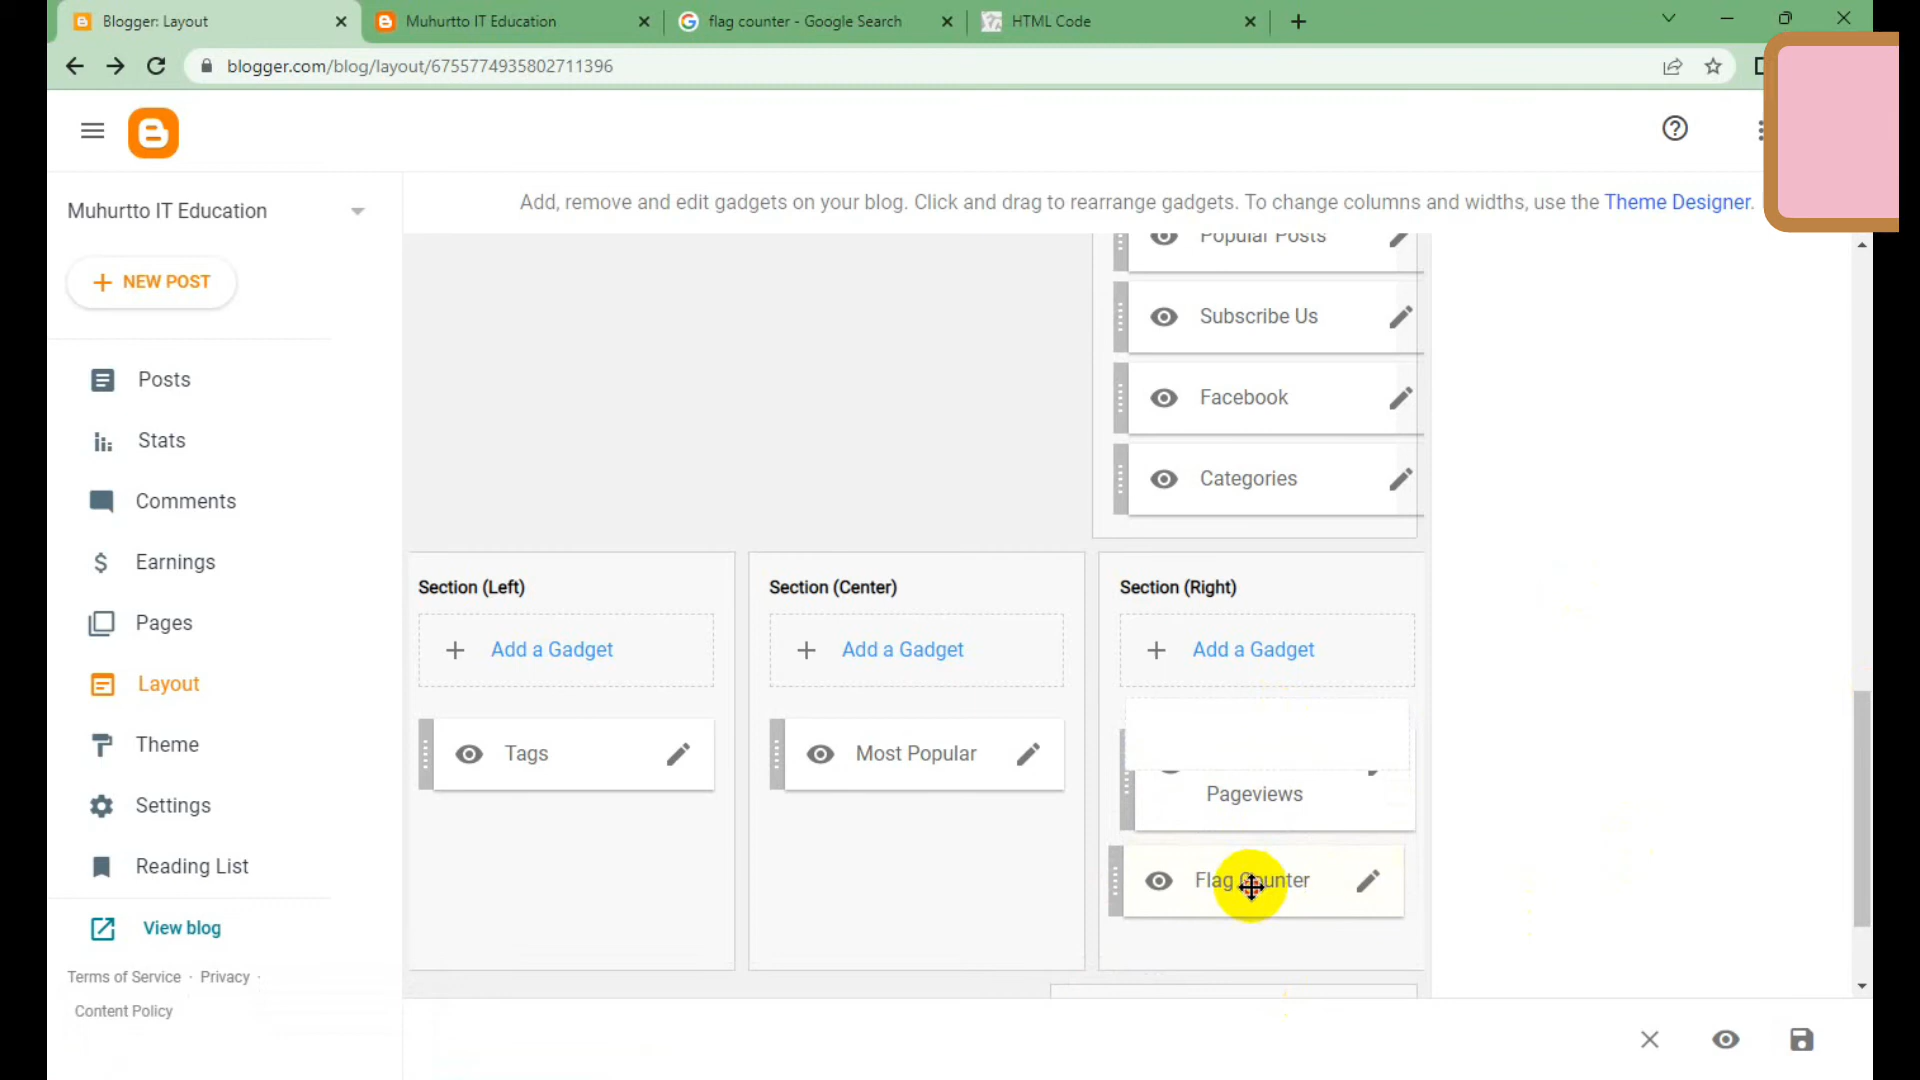 Blogger: Layout
Muhurtto IT Education
flag counter - Google Search
HTML Code
blogger.com/blog/layout/6755774935802711396
Muhurtto IT Education
Add, remove and edit gadgets on your blog. Click and drag to rearrange gadgets. To change columns and widths, use the Theme Designer.
NEW POST
Posts
Stats
Comments
Earnings
Pages
Layout
Theme
Settings
Reading List
View blog
Terms of Service · Privacy ·
Content Policy
Popular Posts
Subscribe Us
Facebook
Categories
Section (Left)
Add a Gadget
Tags
Section (Center)
Add a Gadget
Most Popular
Section (Right)
Add a Gadget
Pageviews
Flag Counter